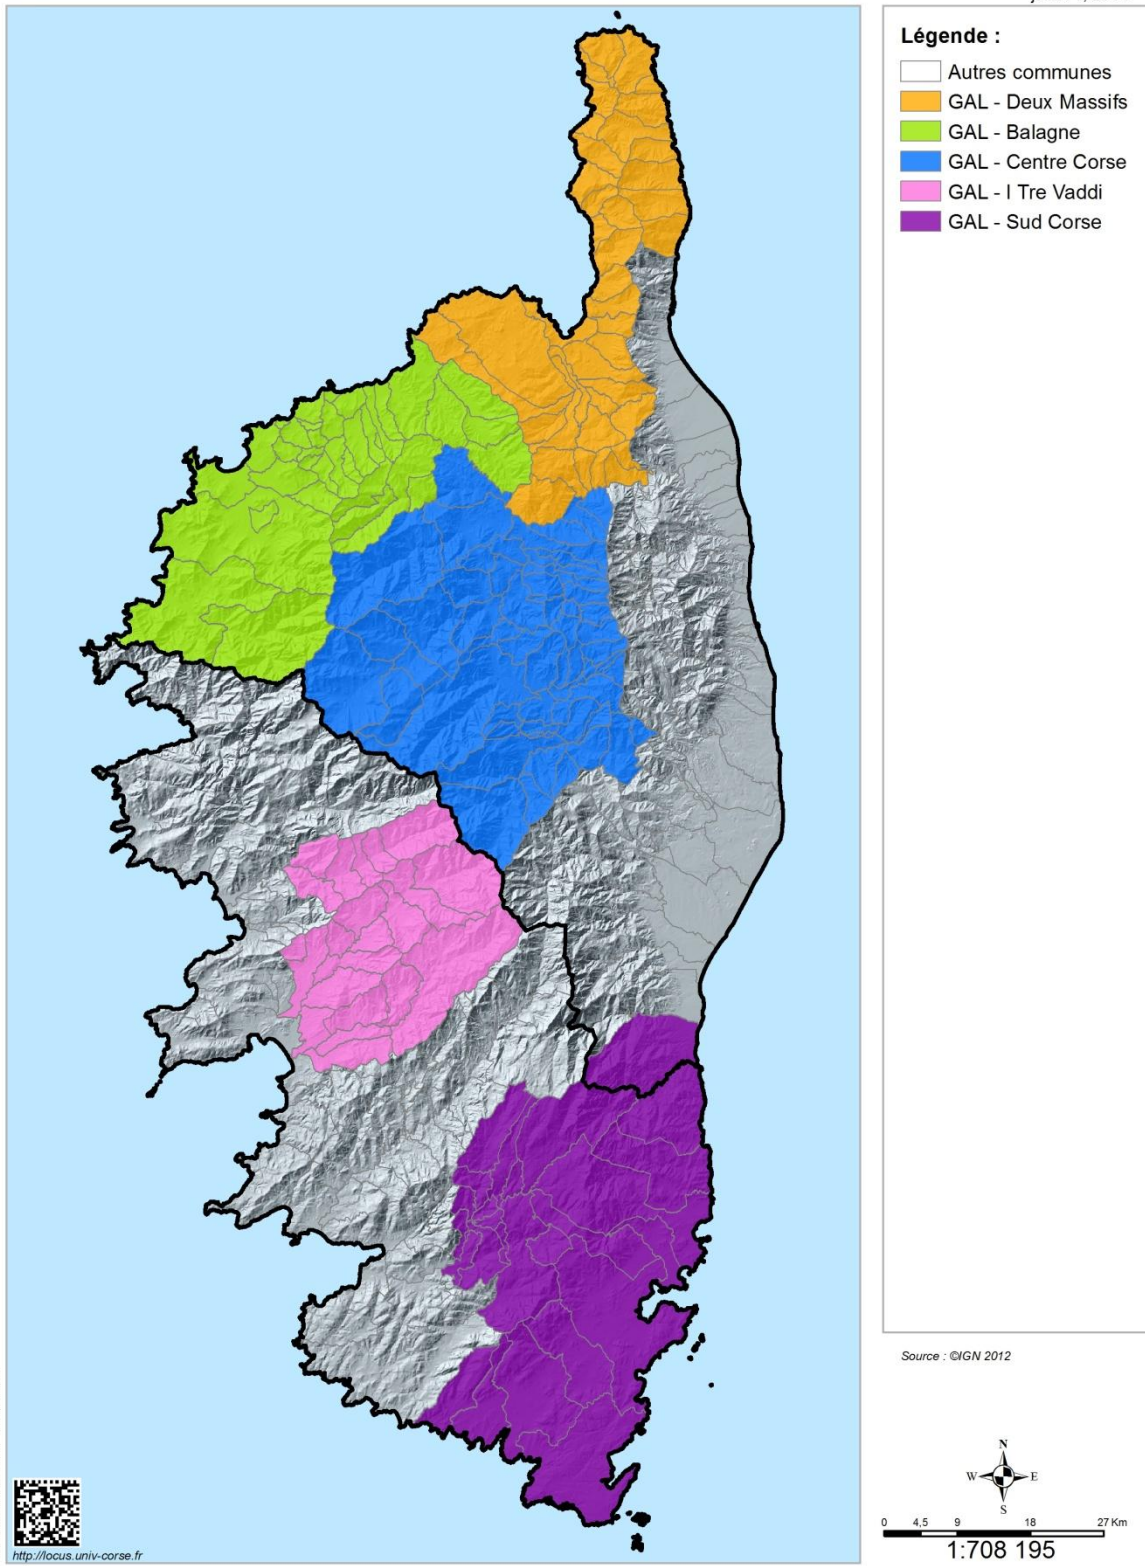 Légende :
Autres communes
GAL - Deux Massifs
GAL - Balagne
GAL - Centre Corse
GAL - I Tre Vaddi
GAL - Sud Corse
Source : ©IGN 2012
N
W E
S
0 4,5 9 18 27 Km
1:708 195
http://locus.univ-corse.fr